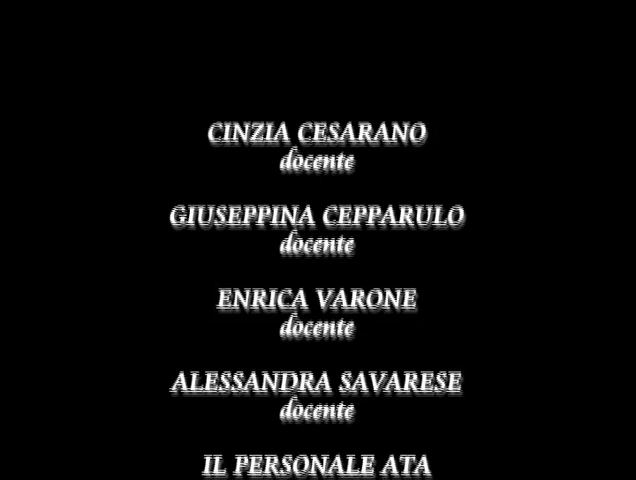 CINZIA CESARANO
docente
GIUSEPPINA CEPPARULO
docente
ENRICA VARONE
docente
ALESSANDRA SAVARESE
docente
IL PERSONALE ATA